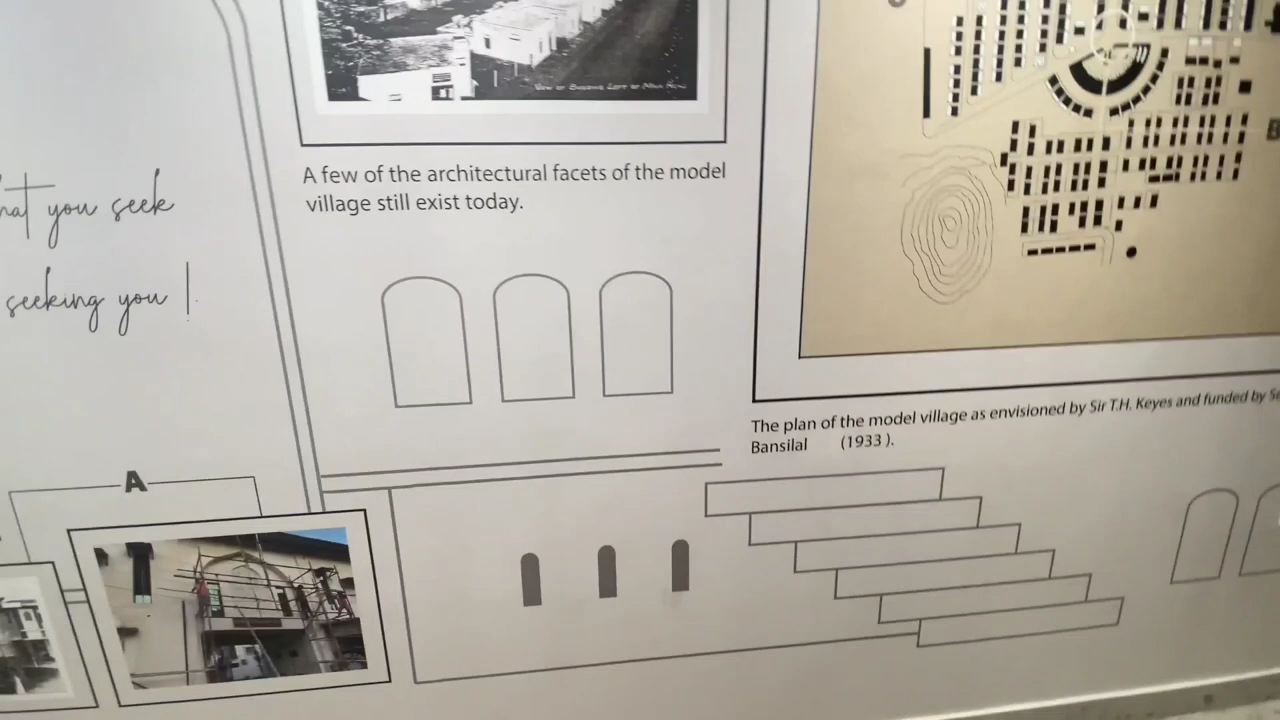 hat you seek
seeking you !
A few of the architectural facets of the model
village still exist today.
The plan of the model village as envisioned by Sir T.H. Keyes and funded by
Bansilal (1933 ).
A